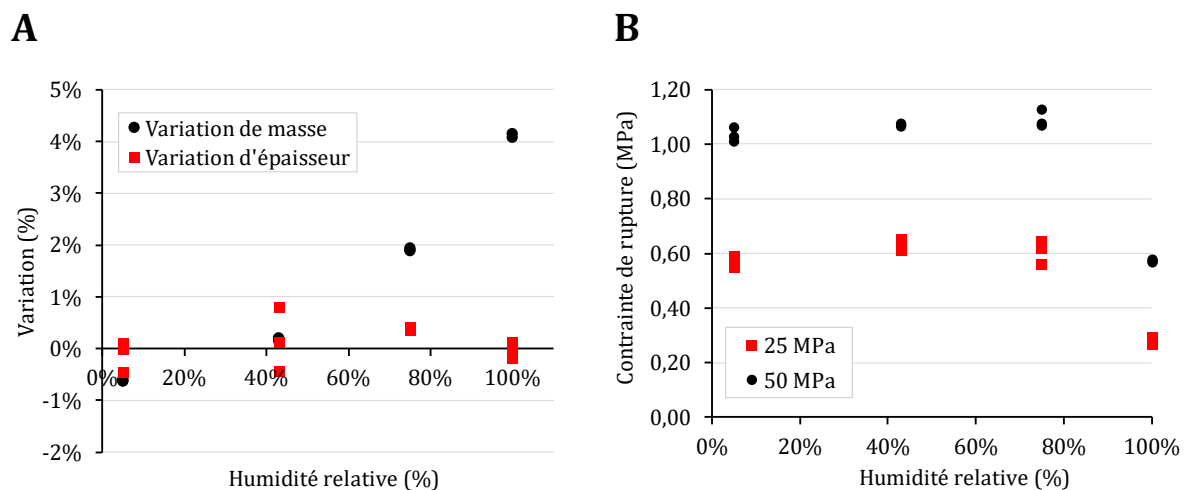 A
B
5%
4%
3%
2%
1%
0%
-1%
-2%
Variation (%)
Variation de masse
Variation d'épaisseur
0%
20%
40%
60%
80%
100%
Humidité relative (%)
1,20
1,00
0,80
0,60
0,40
0,20
0,00
Contrainte de rupture (MPa)
25 MPa
50 MPa
0%
20%
40%
60%
80%
100%
Humidité relative (%)